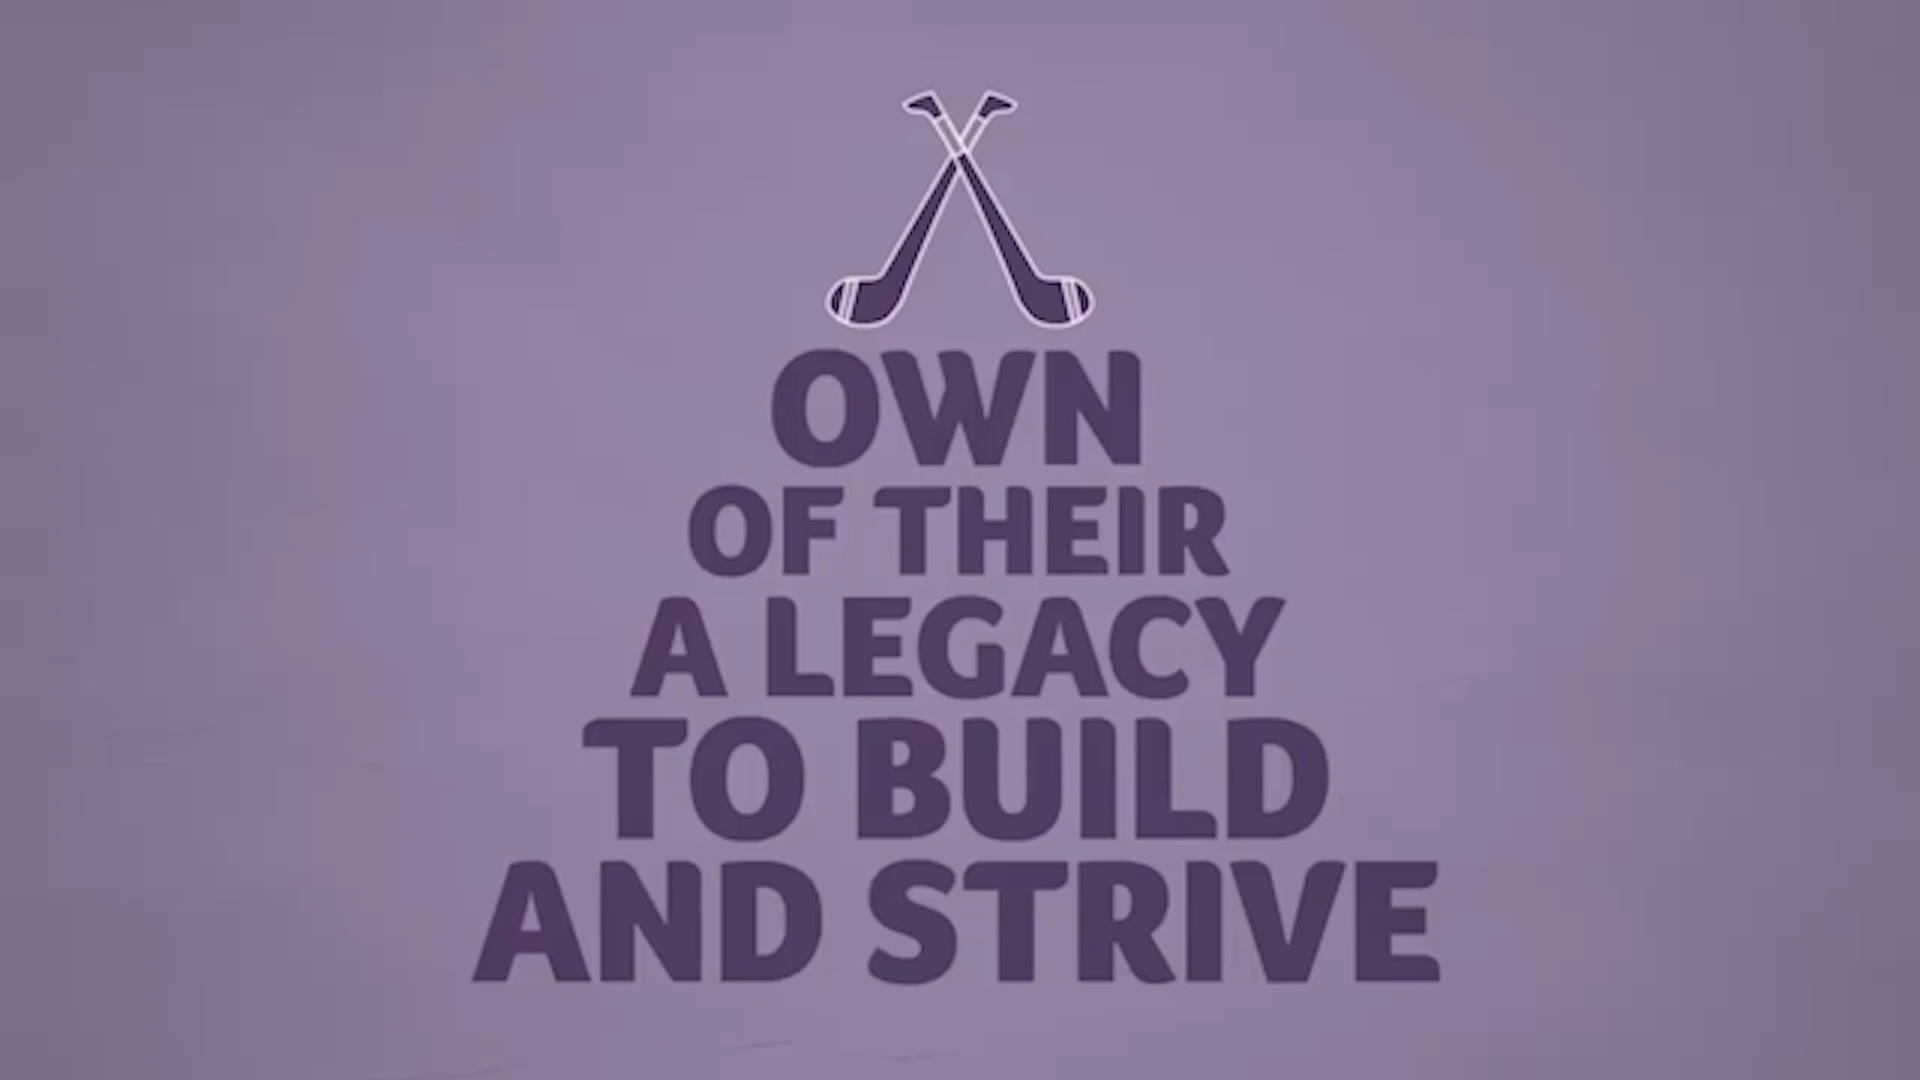 OWN
OF THEIR
A LEGACY
TO BUILD
AND STRIVE